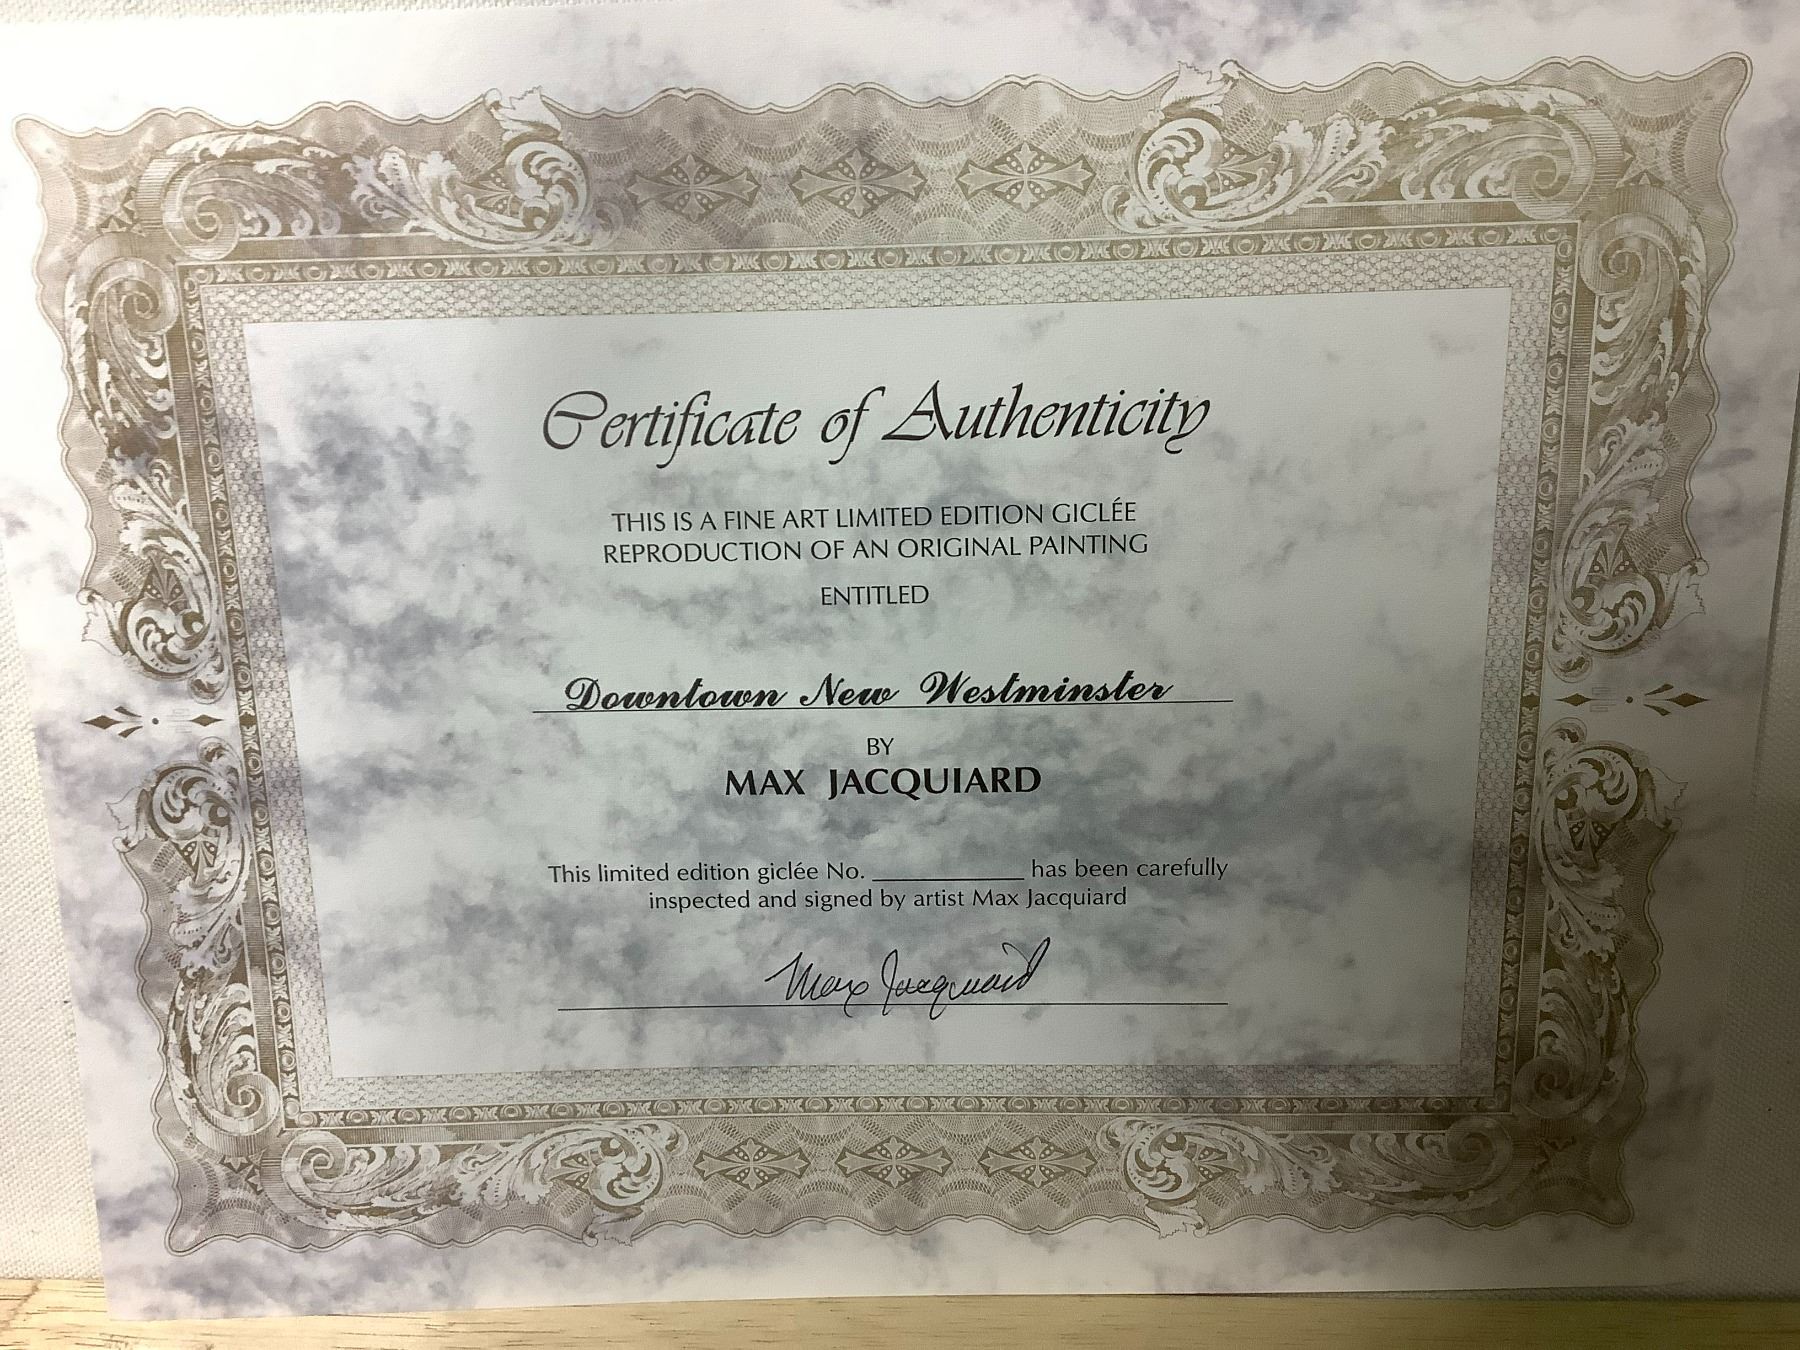 Certificate of Authenticity
THIS IS A FINE ART LIMITED EDITION GICLÉE
REPRODUCTION OF AN ORIGINAL PAINTING
ENTITLED
Downtown New Westminster
BY
MAX JACQUIARD
This limited edition giclée No. __________ has been carefully
inspected and signed by artist Max Jacquiard
Max Jacquiard